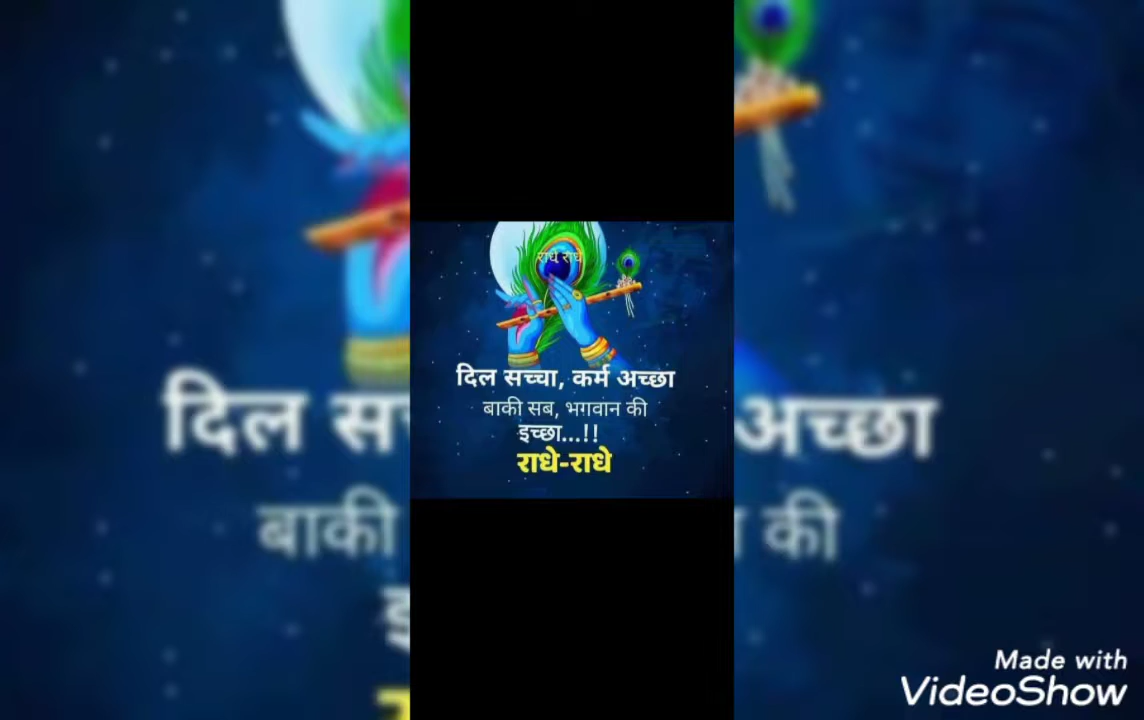 राधे राधे
दिल सच्चा, कर्म अच्छा
बाकी सब, भगवान की
इच्छा...!!
राधे-राधे
Made with
VideoShow